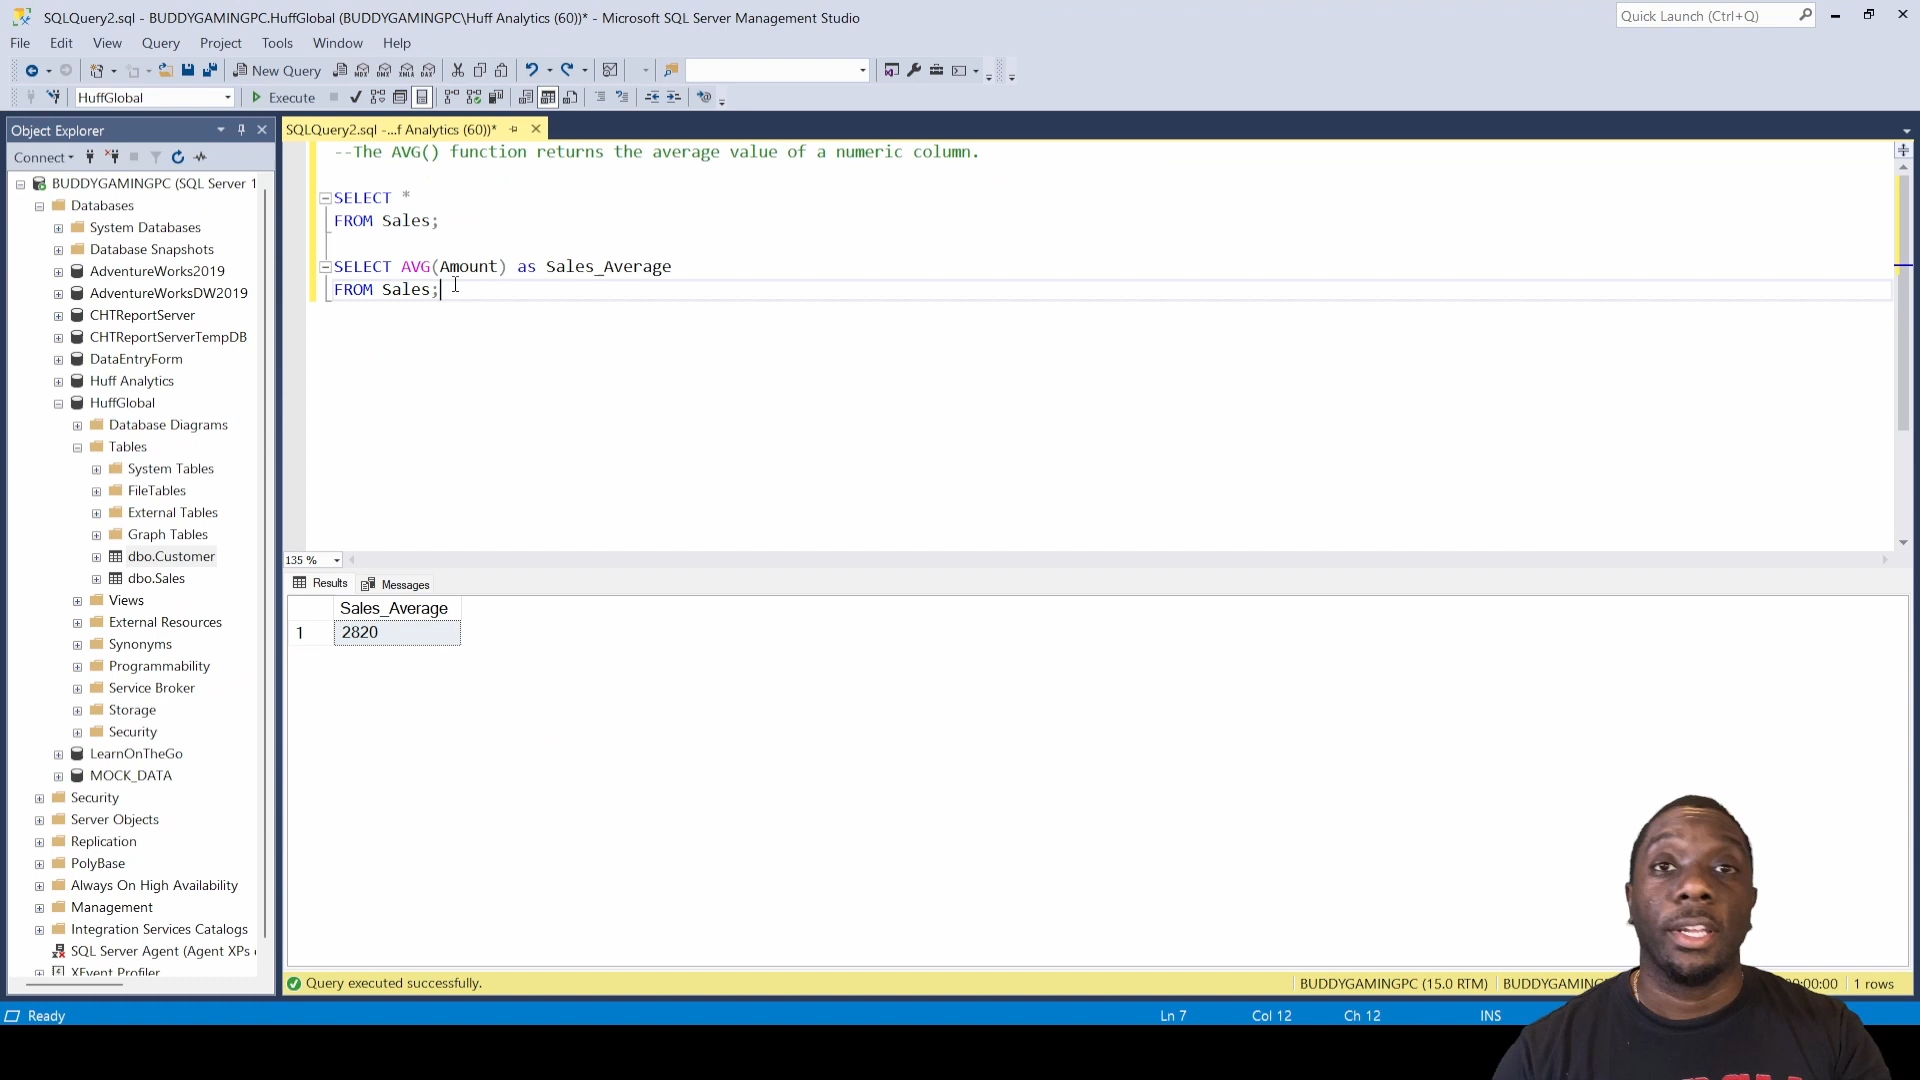 SQLQuery2.sql - BUDDYGAMINGPC.HuffGlobal (BUDDYGAMINGPC\Huff Analytics (60))* - Microsoft SQL Server Management Studio
Quick Launch (Ctrl+Q)
File Edit View Query Project Tools Window Help
New Query
HuffGlobal
Execute
Object Explorer
SQLQuery2.sql -...f Analytics (60))*
Connect
BUDDYGAMINGPC (SQL Server 1
Databases
System Databases
Database Snapshots
AdventureWorks2019
AdventureWorksDW2019
CHTReportServer
CHTReportServerTempDB
DataEntryForm
Huff Analytics
HuffGlobal
Database Diagrams
Tables
System Tables
FileTables
External Tables
Graph Tables
dbo.Customer
dbo.Sales
Views
External Resources
Synonyms
Programmability
Service Broker
Storage
Security
LearnOnTheGo
MOCK_DATA
Security
Server Objects
Replication
PolyBase
Always On High Availability
Management
Integration Services Catalogs
SQL Server Agent (Agent XPs
XEvent Profiler
--The AVG() function returns the average value of a numeric column.
SELECT *
FROM Sales;
SELECT AVG(Amount) as Sales_Average
FROM Sales;
135 %
Results Messages
Sales_Average
1 2820
Query executed successfully.
BUDDYGAMINGPC (15.0 RTM)
00:00
1 rows
Ready
Ln 7
Col 12
Ch 12
INS